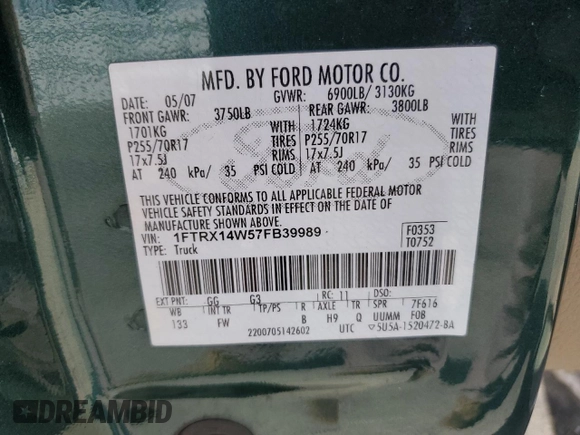 MFD. BY FORD MOTOR CO.
DATE: 05/07 GVWR: 6900LB/ 3130KG
FRONT GAWR: 3750LB REAR GAWR: 3800LB
1701KG WITH 1724KG WITH
P255/70R17 TIRES P255/70R17 TIRES
17x7.5J RIMS 17x7.5J RIMS
AT 240 kPa/ 35 PSI COLD AT 240 kPa/ 35 PSI COLD
Ford
THIS VEHICLE CONFORMS TO ALL APPLICABLE FEDERAL MOTOR
VEHICLE SAFETY STANDARDS IN EFFECT ON THE DATE OF
MANUFACTURE SHOWN ABOVE.
VIN: 1FTRX14W57FB39989 F0353
TYPE: Truck T0752
EXT PNT: GG G3 RC: 11 DSO:
WB INT TR TP/PS R AXLE TR SPR 7F616
133 FW B H9 Q UUMM F0B
2200705142602 UTC ▽5U5A-1520472-BA
DREAMBID